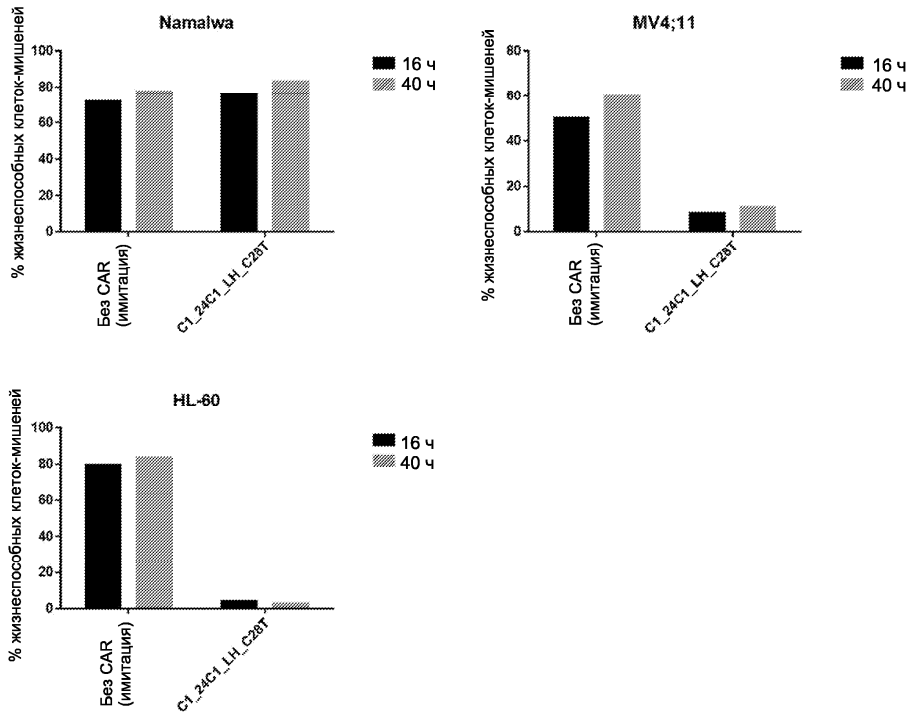 Namalwa
% жизнеспособных клеток-мишеней
100
80
60
40
20
0
Без CAR
(имитация)
C1_24C1_LH_C28T
16 ч
40 ч
MV4;11
% жизнеспособных клеток-мишеней
80
60
40
20
0
Без CAR
(имитация)
C1_24C1_LH_C28T
16 ч
40 ч
HL-60
% жизнеспособных клеток-мишеней
100
80
60
40
20
0
Без CAR
(имитация)
C1_24C1_LH_C28T
16 ч
40 ч